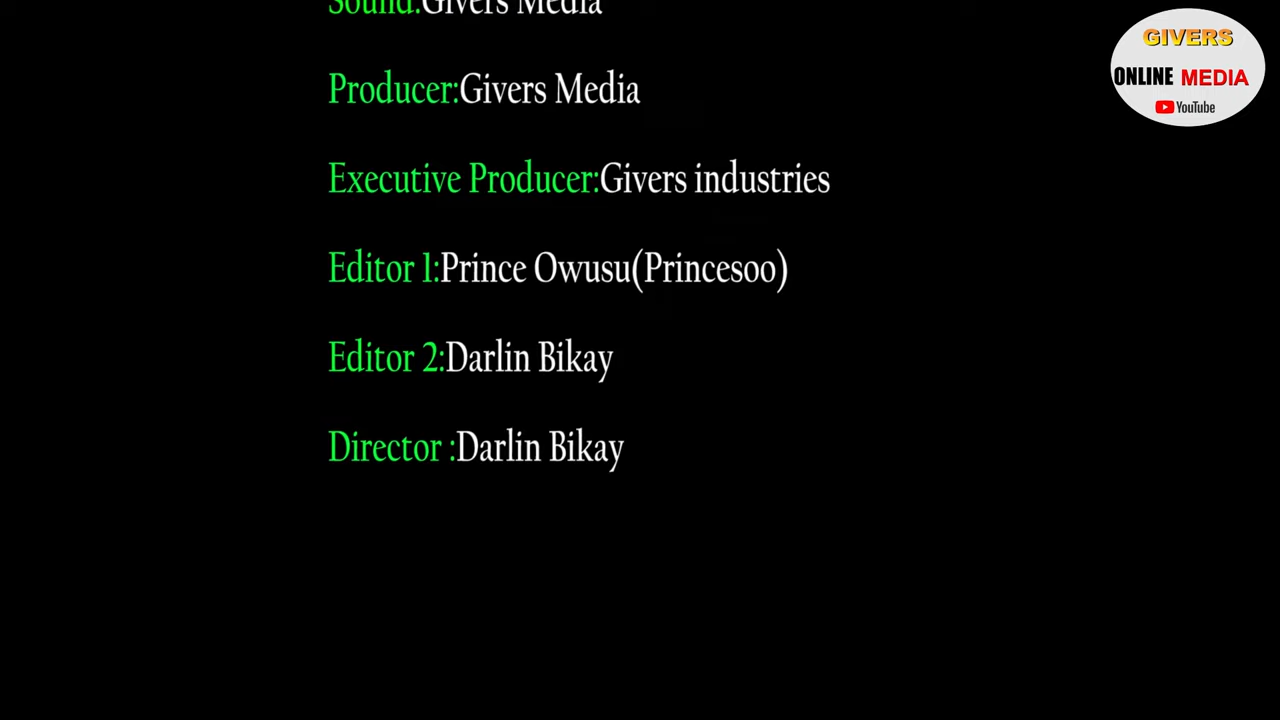 Sound:Givers Media
GIVERS
ONLINE MEDIA
YouTube
Producer:Givers Media
Executive Producer:Givers industries
Editor 1:Prince Owusu(Princesoo)
Editor 2:Darlin Bikay
Director :Darlin Bikay